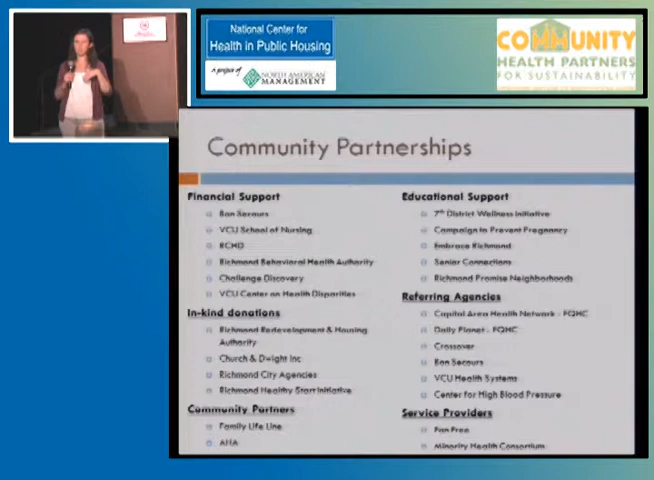 National Center for
Health in Public Housing
a project of
NORTH AMERICAN
MANAGEMENT
COMMUNITY
HEALTH PARTNERS
FOR SUSTAINABILITY
Community Partnerships
Financial Support
Bon Secours
VCU School of Nursing
RCHD
Richmond Behavioral Health Authority
Challenge Discovery
VCU Center on Health Disparities
In-kind donations
Richmond Redevelopment & Housing
Authority
Church & Dwight Inc
Richmond City Agencies
Richmond Healthy Start Initiative
Community Partners
Family Life Line
AHA
Educational Support
7th District Wellness Initiative
Campaign to Prevent Pregnancy
Embrace Richmond
Senior Connections
Richmond Promise Neighborhoods
Referring Agencies
Capital Area Health Network - FQHC
Daily Planet - FQHC
Crossover
Bon Secours
VCU Health Systems
Center for High Blood Pressure
Service Providers
Fan Free
Minority Health Consortium